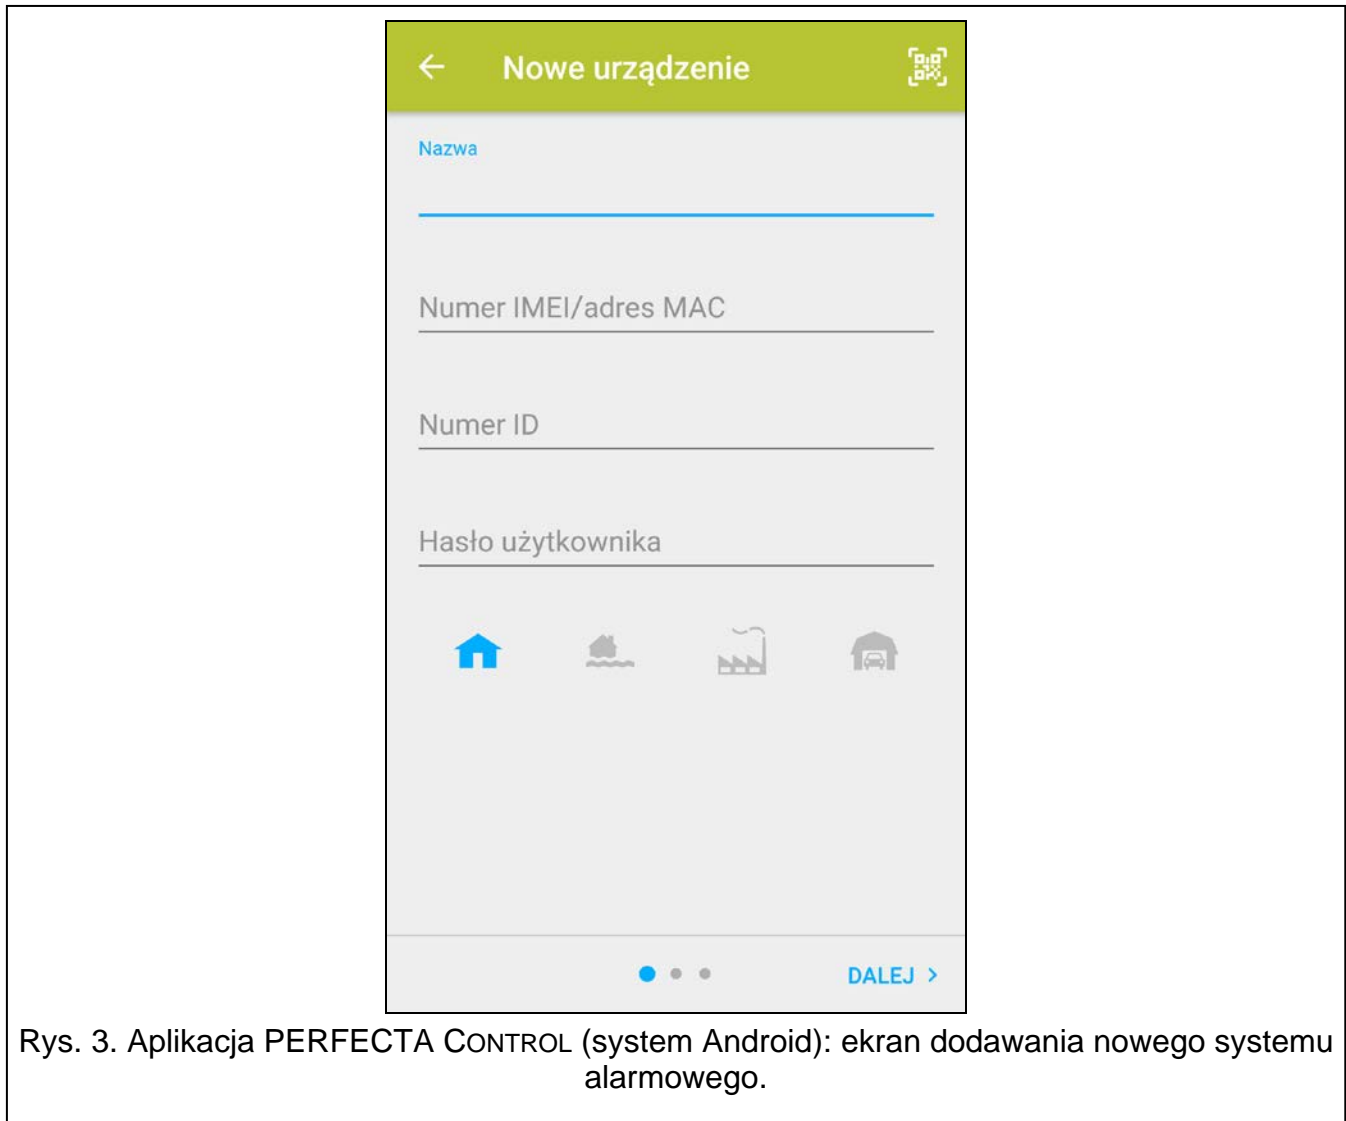 Nowe urządzenie
Nazwa
Numer IMEI/adres MAC
Numer ID
Hasło użytkownika
DALEJ >
Rys. 3. Aplikacja PERFECTA CONTROL (system Android): ekran dodawania nowego systemu
alarmowego.